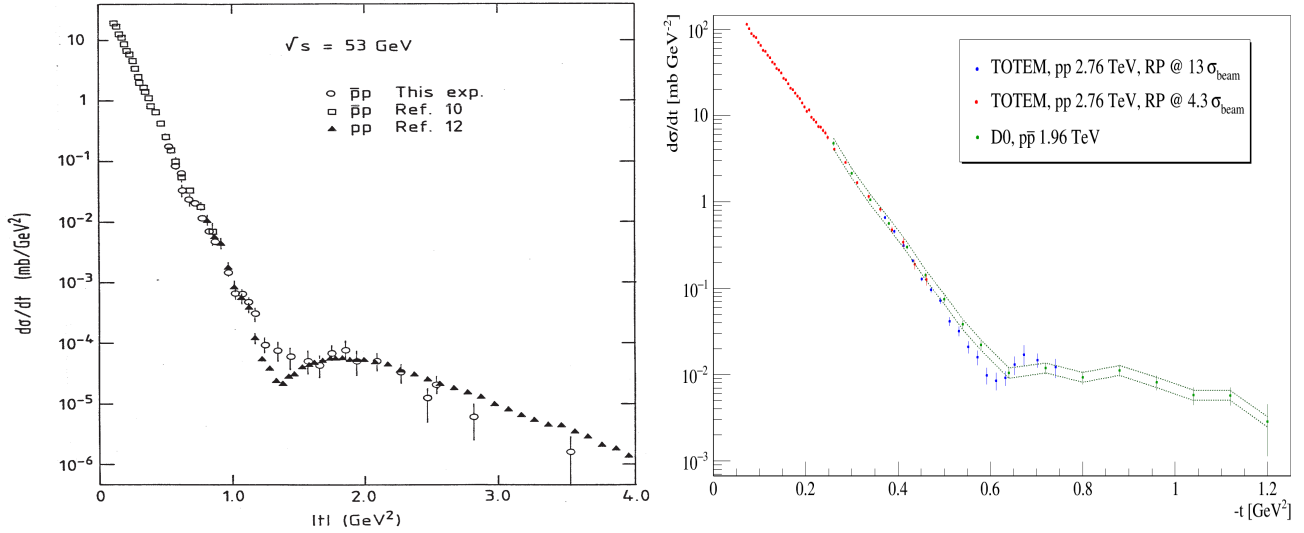 √s = 53 GeV
p̅p This exp.
p̅p Ref. 10
pp Ref. 12
dσ/dt (mb/GeV²)
10
1
10⁻¹
10⁻²
10⁻³
10⁻⁴
10⁻⁵
10⁻⁶
0 1.0 2.0 3.0 4.0
|t| (GeV²)
dσ/dt [mb GeV⁻²]
TOTEM, pp 2.76 TeV, RP @ 13 σbeam
TOTEM, pp 2.76 TeV, RP @ 4.3 σbeam
D0, pp̅ 1.96 TeV
10²
10
1
10⁻¹
10⁻²
10⁻³
0 0.2 0.4 0.6 0.8 1 1.2
-t [GeV²]